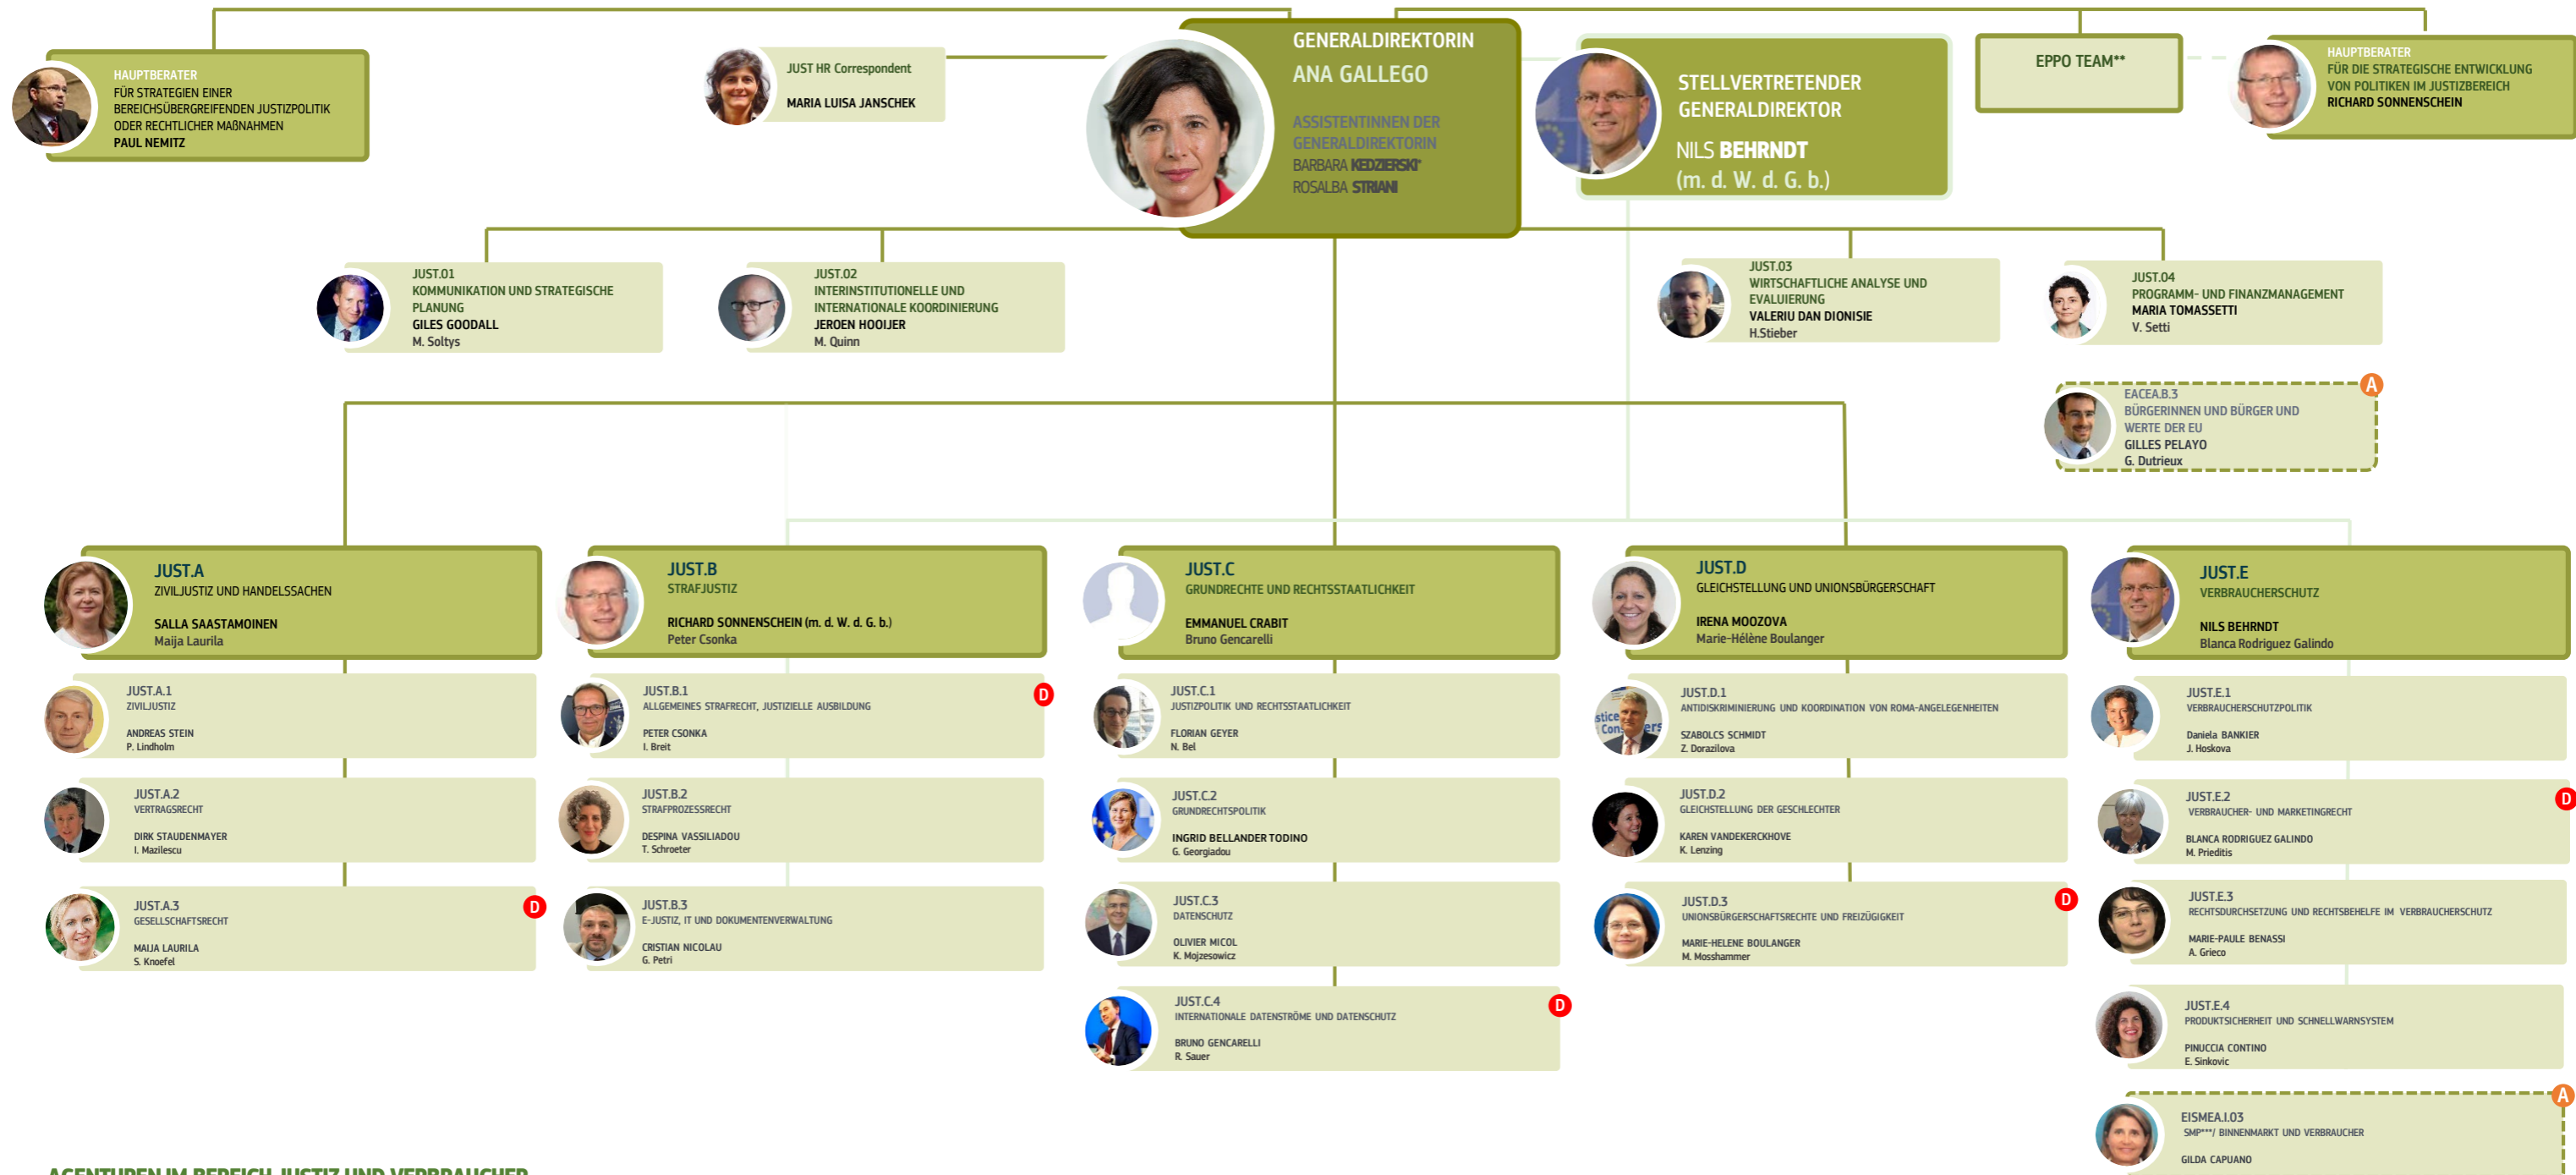 HAUPTBERATER
FÜR STRATEGIEN EINER
BEREICHSÜBERGREIFENDEN JUSTIZPOLITIK
ODER RECHTLICHER MAßNAHMEN
PAUL NEMITZ
JUST HR Correspondent
MARIA LUISA JANSCHEK
GENERALDIREKTORIN
ANA GALLEGO
ASSISTENTINNEN DER
GENERALDIREKTORIN
BARBARA KEDZIERSKI*
ROSALBA STRIANI
STELLVERTRETENDER
GENERALDIREKTOR
NILS BEHRNDT
(m. d. W. d. G. b.)
EPPO TEAM**
HAUPTBERATER
FÜR DIE STRATEGISCHE ENTWICKLUNG
VON POLITIKEN IM JUSTIZBEREICH
RICHARD SONNENSCHEIN
JUST.01
KOMMUNIKATION UND STRATEGISCHE
PLANUNG
GILES GOODALL
M. Soltys
JUST.02
INTERINSTITUTIONELLE UND
INTERNATIONALE KOORDINIERUNG
JEROEN HOOIJER
M. Quinn
JUST.03
WIRTSCHAFTLICHE ANALYSE UND
EVALUIERUNG
VALERIU DAN DIONISIE
H.Stieber
JUST.04
PROGRAMM- UND FINANZMANAGEMENT
MARIA TOMASSETTI
V. Setti
A
EACEA.B.3
BÜRGERINNEN UND BÜRGER UND
WERTE DER EU
GILLES PELAYO
G. Dutrieux
JUST.A
ZIVILJUSTIZ UND HANDELSSACHEN
SALLA SAASTAMOINEN
Maija Laurila
JUST.A.1
ZIVILJUSTIZ
ANDREAS STEIN
P. Lindholm
JUST.A.2
VERTRAGSRECHT
DIRK STAUDENMAYER
I. Mazilescu
JUST.A.3
D
GESELLSCHAFTSRECHT
MAIJA LAURILA
S. Knoefel
JUST.B
STRAFJUSTIZ
RICHARD SONNENSCHEIN (m. d. W. d. G. b.)
Peter Csonka
JUST.B.1
D
ALLGEMEINES STRAFRECHT, JUSTIZIELLE AUSBILDUNG
PETER CSONKA
I. Breit
JUST.B.2
STRAFPROZESSRECHT
DESPINA VASSILIADOU
T. Schroeter
JUST.B.3
E-JUSTIZ, IT UND DOKUMENTENVERWALTUNG
CRISTIAN NICOLAU
G. Petri
JUST.C
GRUNDRECHTE UND RECHTSSTAATLICHKEIT
EMMANUEL CRABIT
Bruno Gencarelli
JUST.C.1
JUSTIZPOLITIK UND RECHTSSTAATLICHKEIT
FLORIAN GEYER
N. Bel
JUST.C.2
GRUNDRECHTSPOLITIK
INGRID BELLANDER TODINO
G. Georgiadou
JUST.C.3
DATENSCHUTZ
OLIVIER MICOL
K. Mojzesowicz
JUST.C.4
D
INTERNATIONALE DATENSTRÖME UND DATENSCHUTZ
BRUNO GENCARELLI
R. Sauer
JUST.D
GLEICHSTELLUNG UND UNIONSBÜRGERSCHAFT
IRENA MOOZOVA
Marie-Hélène Boulanger
JUST.D.1
ANTIDISKRIMINIERUNG UND KOORDINATION VON ROMA-ANGELEGENHEITEN
SZABOLCS SCHMIDT
Z. Dorazilova
JUST.D.2
GLEICHSTELLUNG DER GESCHLECHTER
KAREN VANDEKERCKHOVE
K. Lenzing
JUST.D.3
D
UNIONSBÜRGERSCHAFTSRECHTE UND FREIZÜGIGKEIT
MARIE-HELENE BOULANGER
M. Mosshammer
JUST.E
VERBRAUCHERSCHUTZ
NILS BEHRNDT
Blanca Rodriguez Galindo
JUST.E.1
VERBRAUCHERSCHUTZPOLITIK
Daniela BANKIER
J. Hoskova
JUST.E.2
D
VERBRAUCHER- UND MARKETINGRECHT
BLANCA RODRIGUEZ GALINDO
M. Prieditis
JUST.E.3
RECHTSDURCHSETZUNG UND RECHTSBEHELFE IM VERBRAUCHERSCHUTZ
MARIE-PAULE BENASSI
A. Grieco
JUST.E.4
PRODUKTSICHERHEIT UND SCHNELLWARNSYSTEM
PINUCCIA CONTINO
E. Sinkovic
A
EISMEA.I.03
SMP***/ BINNENMARKT UND VERBRAUCHER
GILDA CAPUANO
AGENTUREN IM BEREICH JUSTIZ UND VERBRAUCHER